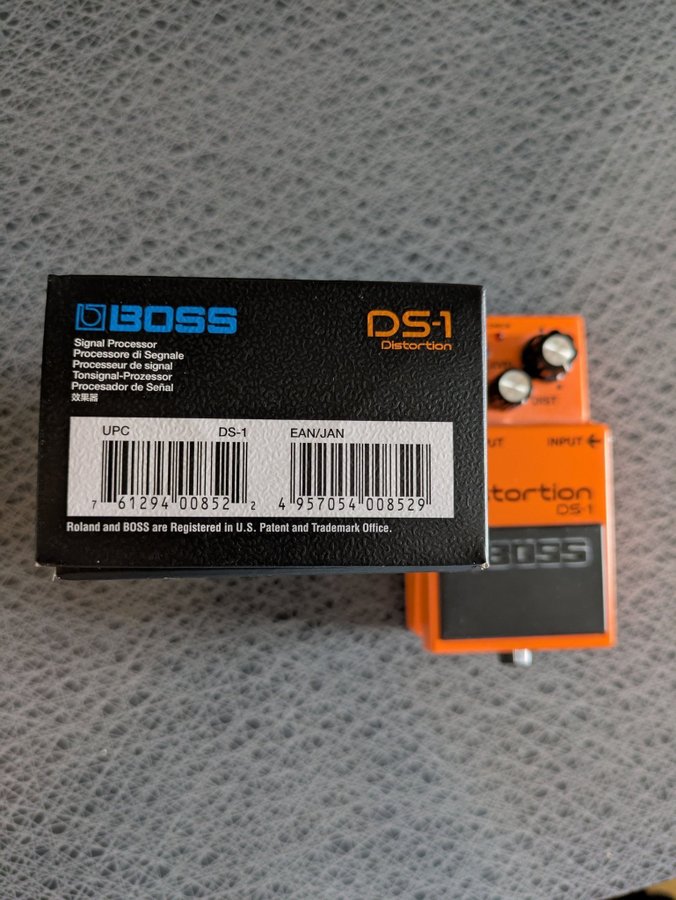 BOSS
DS-1
Distortion
Signal Processor
Processore di Segnale
Processeur de signal
Tonsignal-Prozessor
Procesador de Señal
効果器
UPC DS-1 EAN/JAN
7 61294 00852 2 4 957054 008529
Roland and BOSS are Registered in U.S. Patent and Trademark Office.
DIST
INPUT
DS-1
BOSS